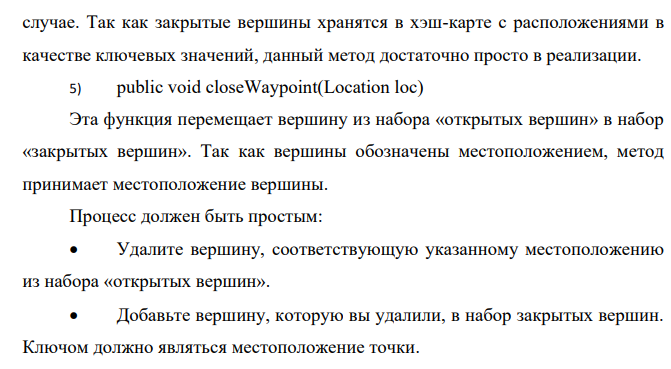 случае. Так как закрытые вершины хранятся в хэш-карте с расположениями в
качестве ключевых значений, данный метод достаточно просто в реализации.
5) public void closeWaypoint(Location loc)
Эта функция перемещает вершину из набора «открытых вершин» в набор
«закрытых вершин». Так как вершины обозначены местоположением, метод
принимает местоположение вершины.
Процесс должен быть простым:
• Удалите вершину, соответствующую указанному местоположению
из набора «открытых вершин».
• Добавьте вершину, которую вы удалили, в набор закрытых вершин.
Ключом должно являться местоположение точки.